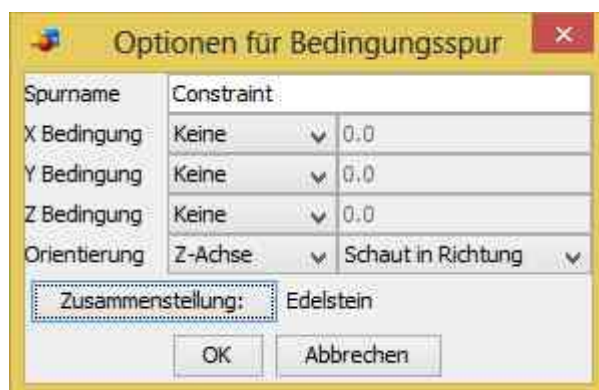 Optionen für Bedingungsspur
Spurname Constraint
X Bedingung Keine 0.0
Y Bedingung Keine 0.0
Z Bedingung Keine 0.0
Orientierung Z-Achse Schaut in Richtung
Zusammenstellung: Edelstein
OK Abbrechen